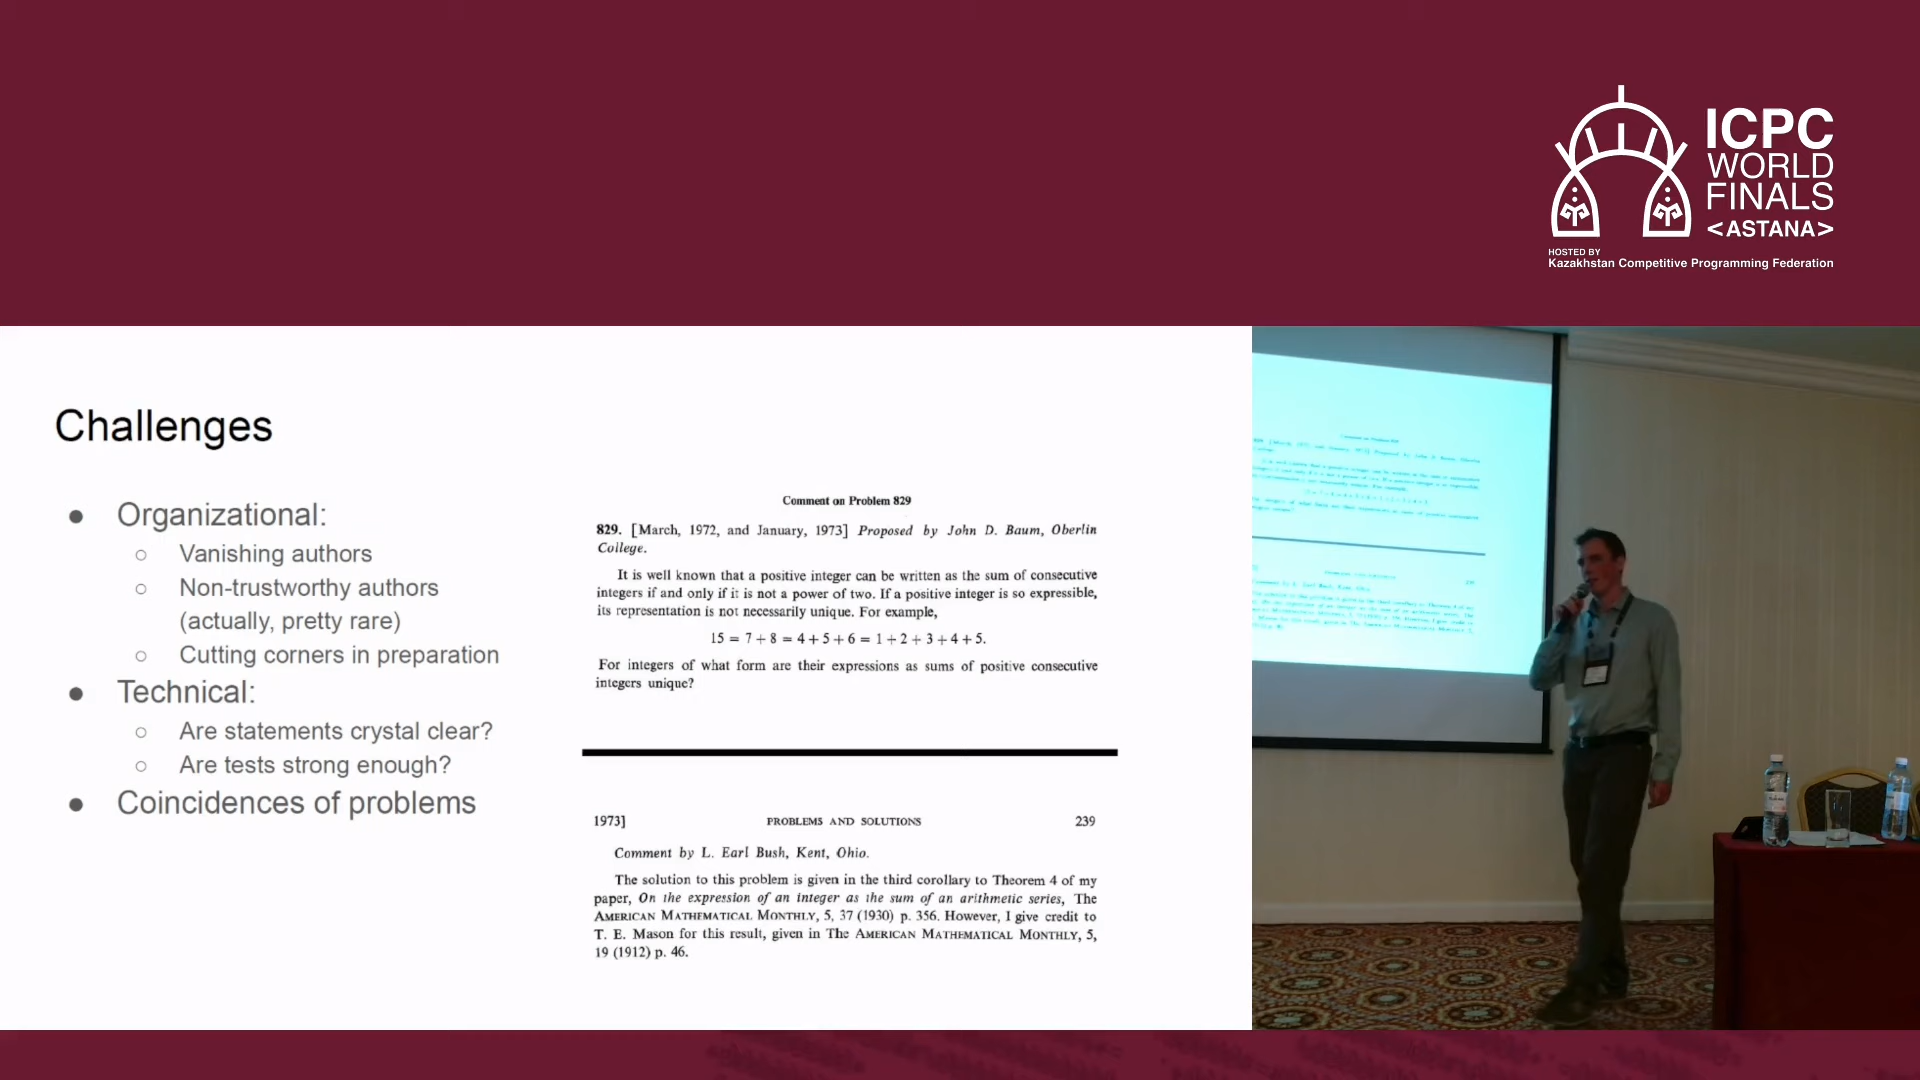 ICPC
WORLD
FINALS
<ASTANA>
HOSTED BY
Kazakhstan Competitive Programming Federation
Challenges
● Organizational:
○ Vanishing authors
○ Non-trustworthy authors
(actually, pretty rare)
○ Cutting corners in preparation
● Technical:
○ Are statements crystal clear?
○ Are tests strong enough?
● Coincidences of problems
Comment on Problem 829
829. [March, 1972, and January, 1973] Proposed by John D. Baum, Oberlin
College.
It is well known that a positive integer can be written as the sum of consecutive
integers if and only if it is not a power of two. If a positive integer is so expressible,
its representation is not necessarily unique. For example,
15 = 7 + 8 = 4 + 5 + 6 = 1 + 2 + 3 + 4 + 5.
For integers of what form are their expressions as sums of positive consecutive
integers unique?
1973] PROBLEMS AND SOLUTIONS 239
Comment by L. Earl Bush, Kent, Ohio.
The solution to this problem is given in the third corollary to Theorem 4 of my
paper, On the expression of an integer as the sum of an arithmetic series, The
AMERICAN MATHEMATICAL MONTHLY, 5, 37 (1930) p. 356. However, I give credit to
T. E. Mason for this result, given in The AMERICAN MATHEMATICAL MONTHLY, 5,
19 (1912) p. 46.